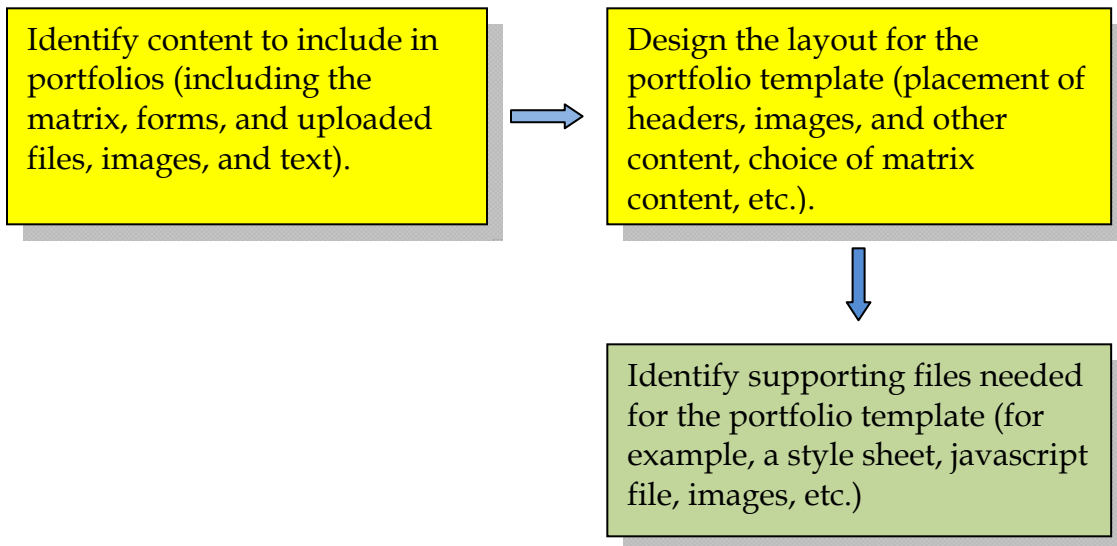 Identify content to include in
portfolios (including the
matrix, forms, and uploaded
files, images, and text).
Design the layout for the
portfolio template (placement of
headers, images, and other
content, choice of matrix
content, etc.).
Identify supporting files needed
for the portfolio template (for
example, a style sheet, javascript
file, images, etc.)